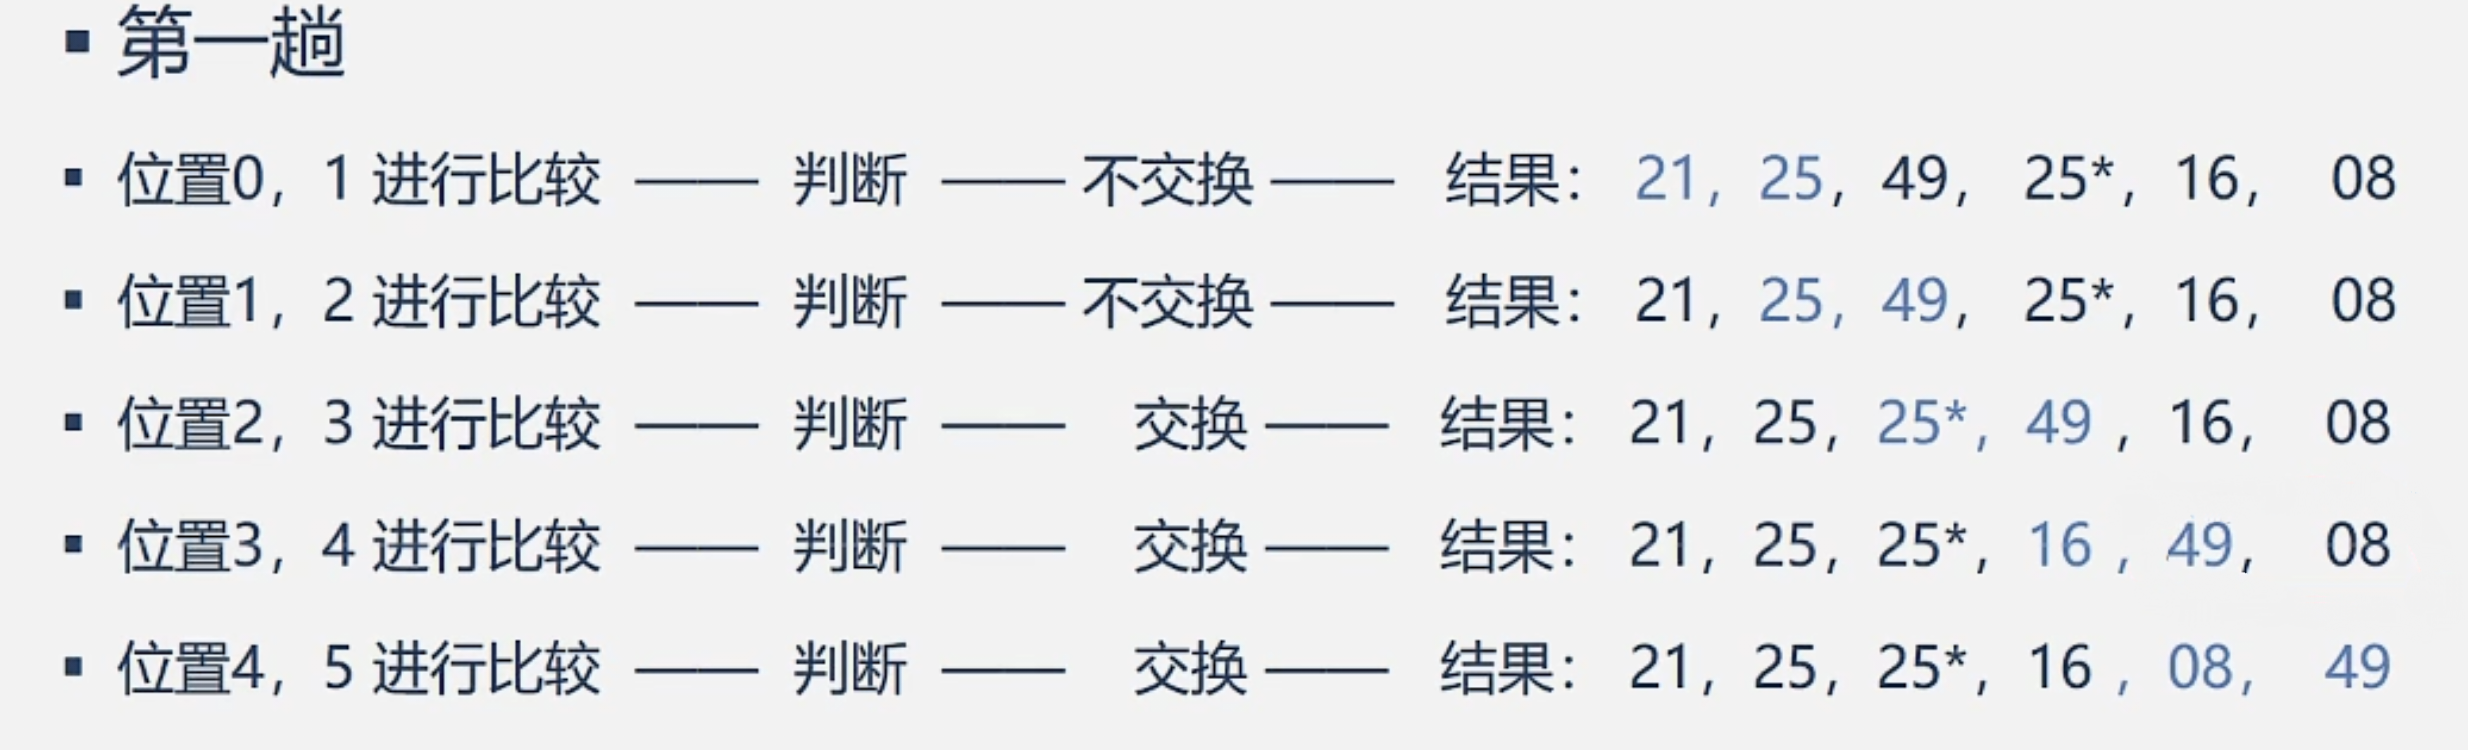 ▪ 第一趟
▪ 位置0，1 进行比较 —— 判断 —— 不交换 —— 结果：21，25，49，25*，16，08
▪ 位置1，2 进行比较 —— 判断 —— 不交换 —— 结果：21，25，49，25*，16，08
▪ 位置2，3 进行比较 —— 判断 —— 交换 —— 结果：21，25，25*，49，16，08
▪ 位置3，4 进行比较 —— 判断 —— 交换 —— 结果：21，25，25*，16，49，08
▪ 位置4，5 进行比较 —— 判断 —— 交换 —— 结果：21，25，25*，16，08，49